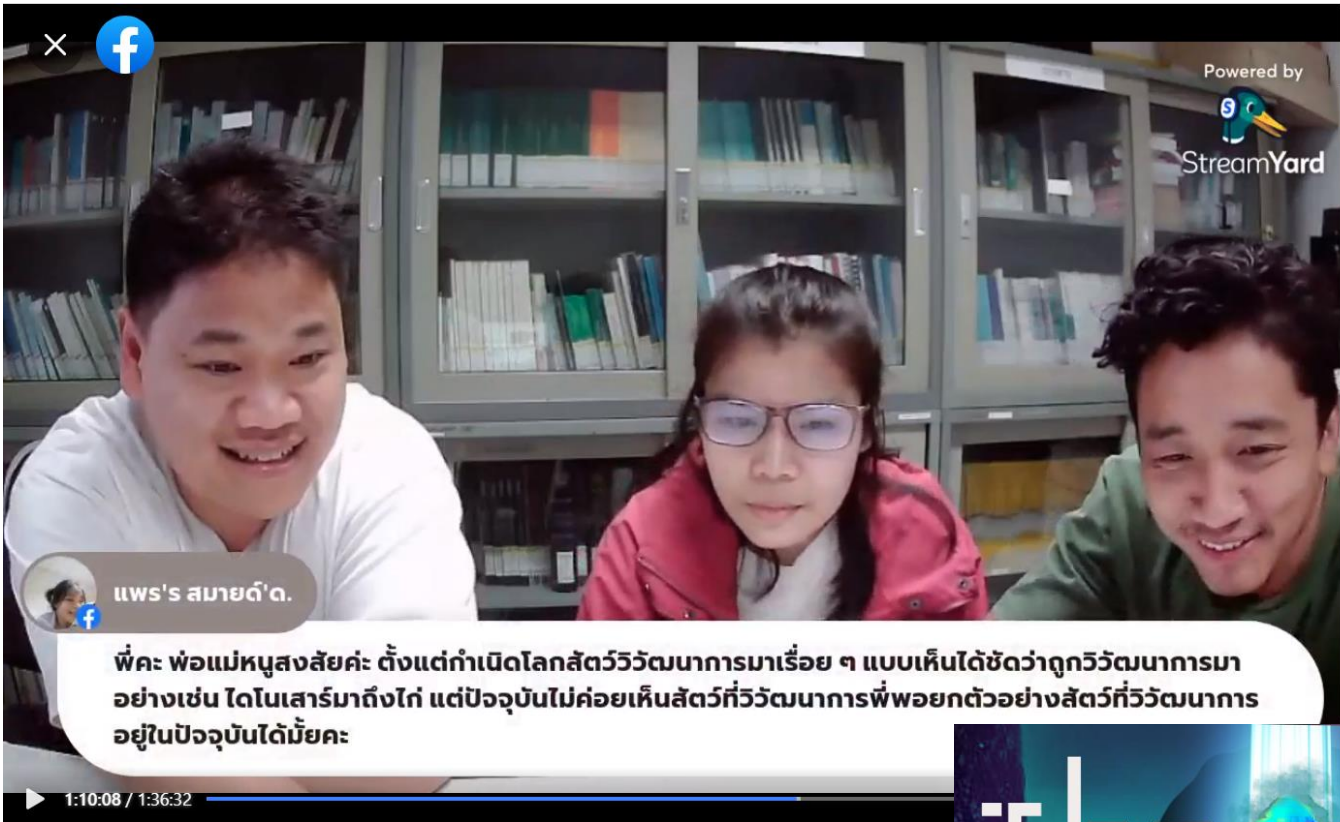 Powered by
StreamYard
แพร's สมายด์'ด.
พี่คะ พ่อแม่หนูสงสัยค่ะ ตั้งแต่กำเนิดโลกสัตว์วิวัฒนาการมาเรื่อย ๆ แบบเห็นได้ชัดว่าถูกวิวัฒนาการมา
อย่างเช่น ไดโนเสาร์มาถึงไก่ แต่ปัจจุบันไม่ค่อยเห็นสัตว์ที่วิวัฒนาการพี่พอยกตัวอย่างสัตว์ที่วิวัฒนาการ
อยู่ในปัจจุบันได้มั้ยคะ
1:10:08 / 1:36:32